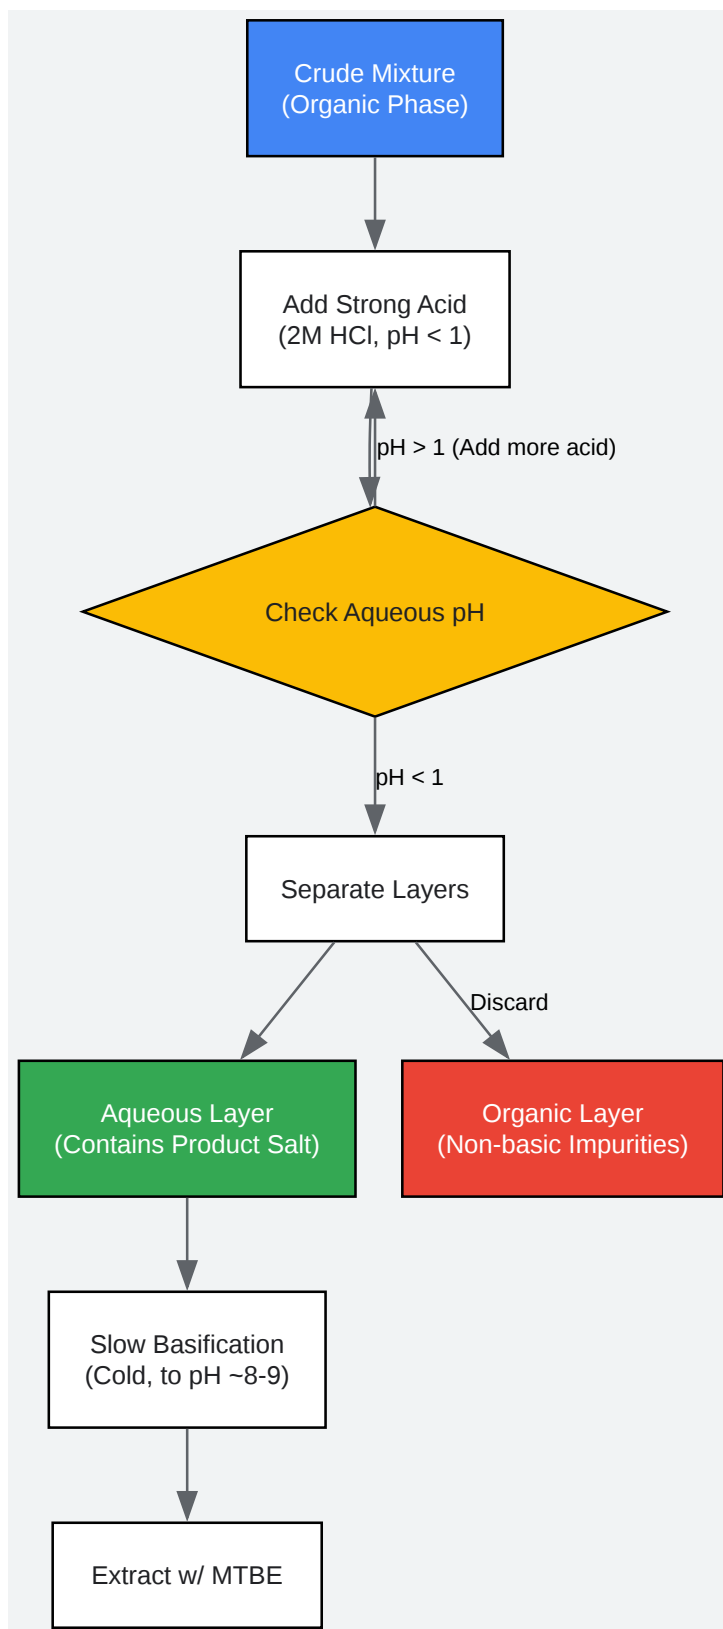 Crude Mixture
(Organic Phase)
Add Strong Acid
(2M HCl, pH < 1)
pH > 1 (Add more acid)
Check Aqueous pH
pH < 1
Separate Layers
Discard
Aqueous Layer
(Contains Product Salt)
Organic Layer
(Non-basic Impurities)
Slow Basification
(Cold, to pH ~8-9)
Extract w/ MTBE